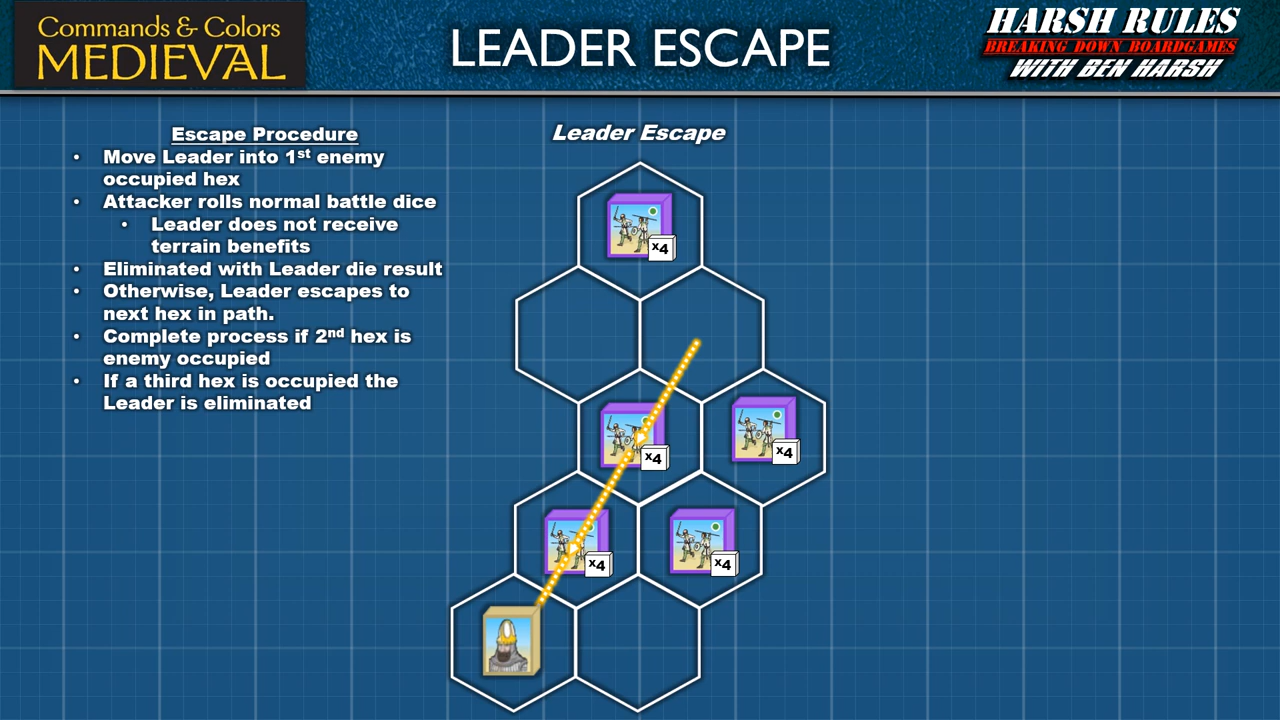 Commands & Colors
MEDIEVAL
LEADER ESCAPE
HARSH RULES
BREAKING DOWN BOARDGAMES
WITH BEN HARSH
Escape Procedure
• Move Leader into 1st enemy
occupied hex
• Attacker rolls normal battle dice
• Leader does not receive
terrain benefits
• Eliminated with Leader die result
• Otherwise, Leader escapes to
next hex in path.
• Complete process if 2nd hex is
enemy occupied
• If a third hex is occupied the
Leader is eliminated
Leader Escape
x4
x4
x4
x4
x4